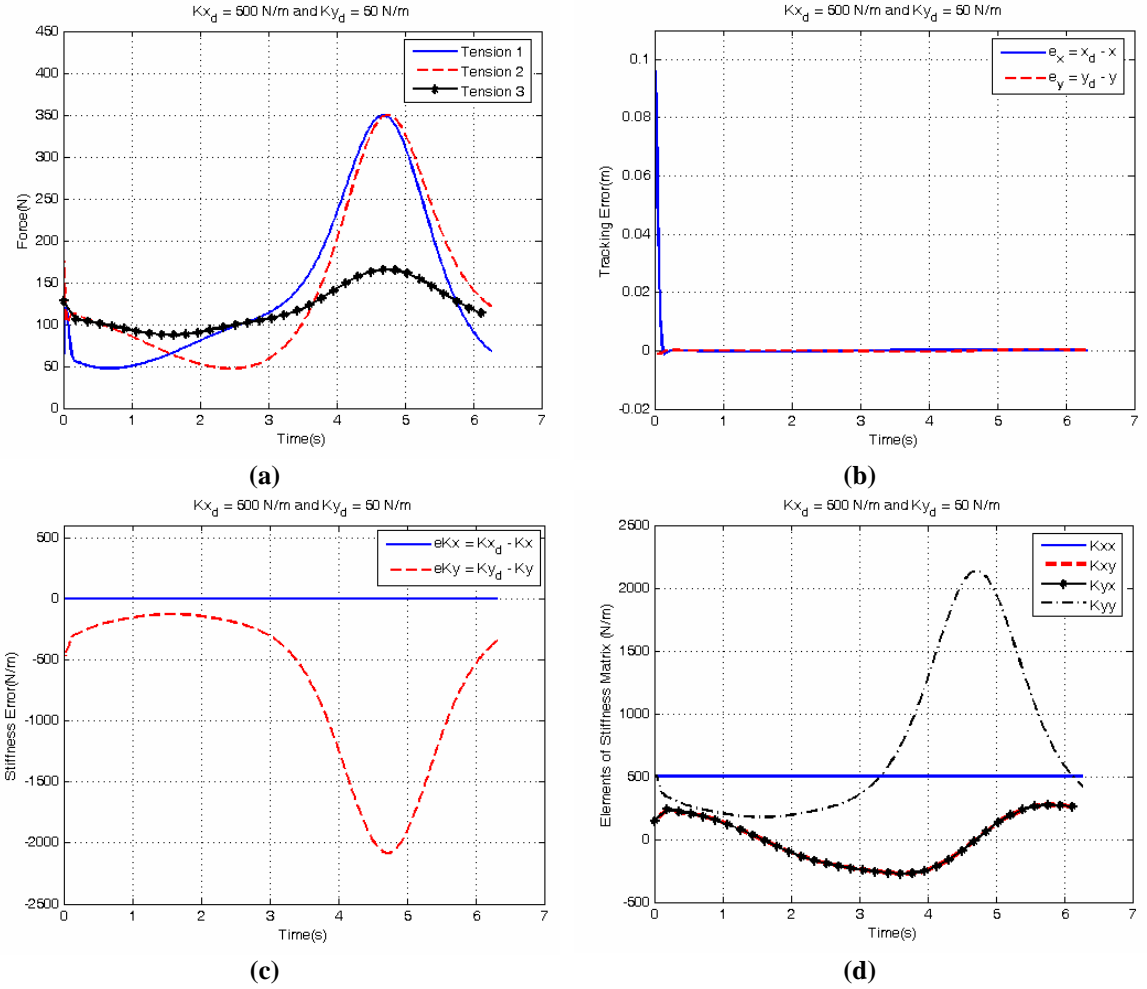 Kx_d = 500 N/m and Ky_d = 50 N/m
450
400
350
300
250
200
150
100
50
0
Force(N)
Tension 1
Tension 2
Tension 3
0 1 2 3 4 5 6 7
Time(s)
(a)
Kx_d = 500 N/m and Ky_d = 50 N/m
0.1
0.08
0.06
0.04
0.02
0
-0.02
Tracking Error(m)
e_x = x_d - x
e_y = y_d - y
0 1 2 3 4 5 6 7
Time(s)
(b)
Kx_d = 500 N/m and Ky_d = 50 N/m
500
0
-500
-1000
-1500
-2000
-2500
Stiffness Error(N/m)
eKx = Kx_d - Kx
eKy = Ky_d - Ky
0 1 2 3 4 5 6 7
Time(s)
(c)
Kx_d = 500 N/m and Ky_d = 50 N/m
2500
2000
1500
1000
500
0
-500
Elements of Stiffness Matrix (N/m)
Kxx
Kxy
Kyx
Kyy
0 1 2 3 4 5 6 7
Time(s)
(d)